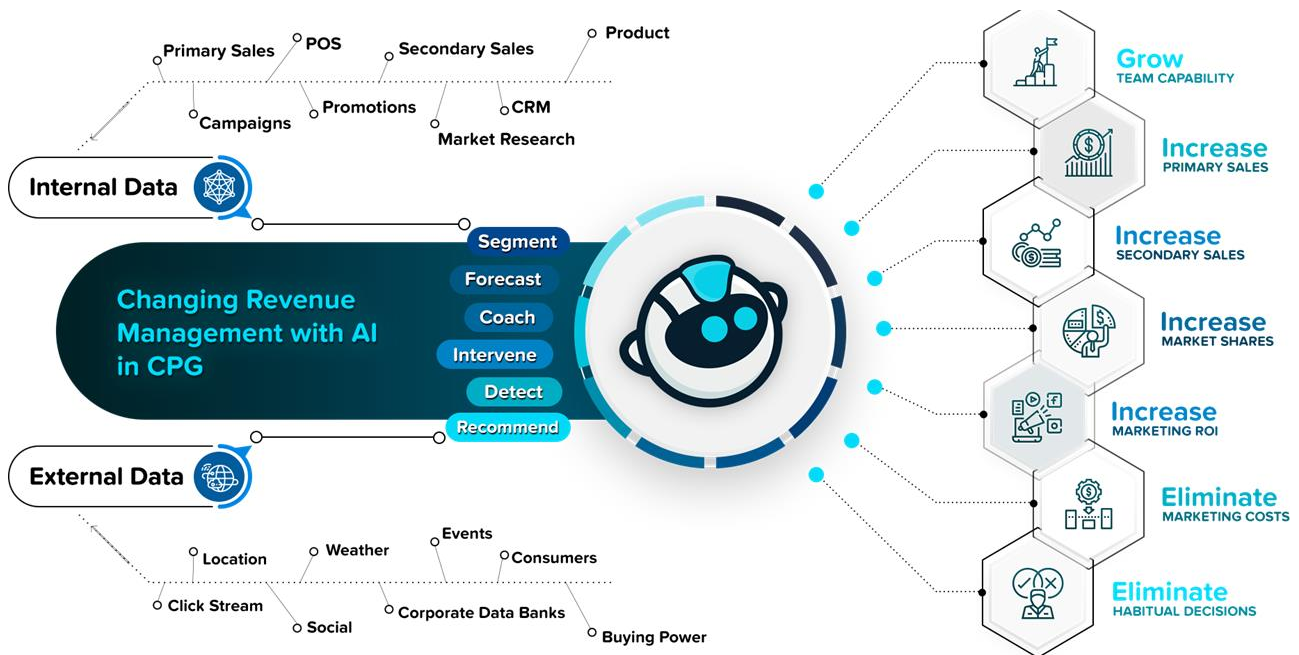 Primary Sales
POS
Secondary Sales
Product
Campaigns
Promotions
Market Research
CRM
Internal Data
Changing Revenue
Management with AI
in CPG
Segment
Forecast
Coach
Intervene
Detect
Recommend
External Data
Location
Weather
Events
Consumers
Click Stream
Social
Corporate Data Banks
Buying Power
Grow
TEAM CAPABILITY
Increase
PRIMARY SALES
Increase
SECONDARY SALES
Increase
MARKET SHARES
Increase
MARKETING ROI
Eliminate
MARKETING COSTS
Eliminate
HABITUAL DECISIONS